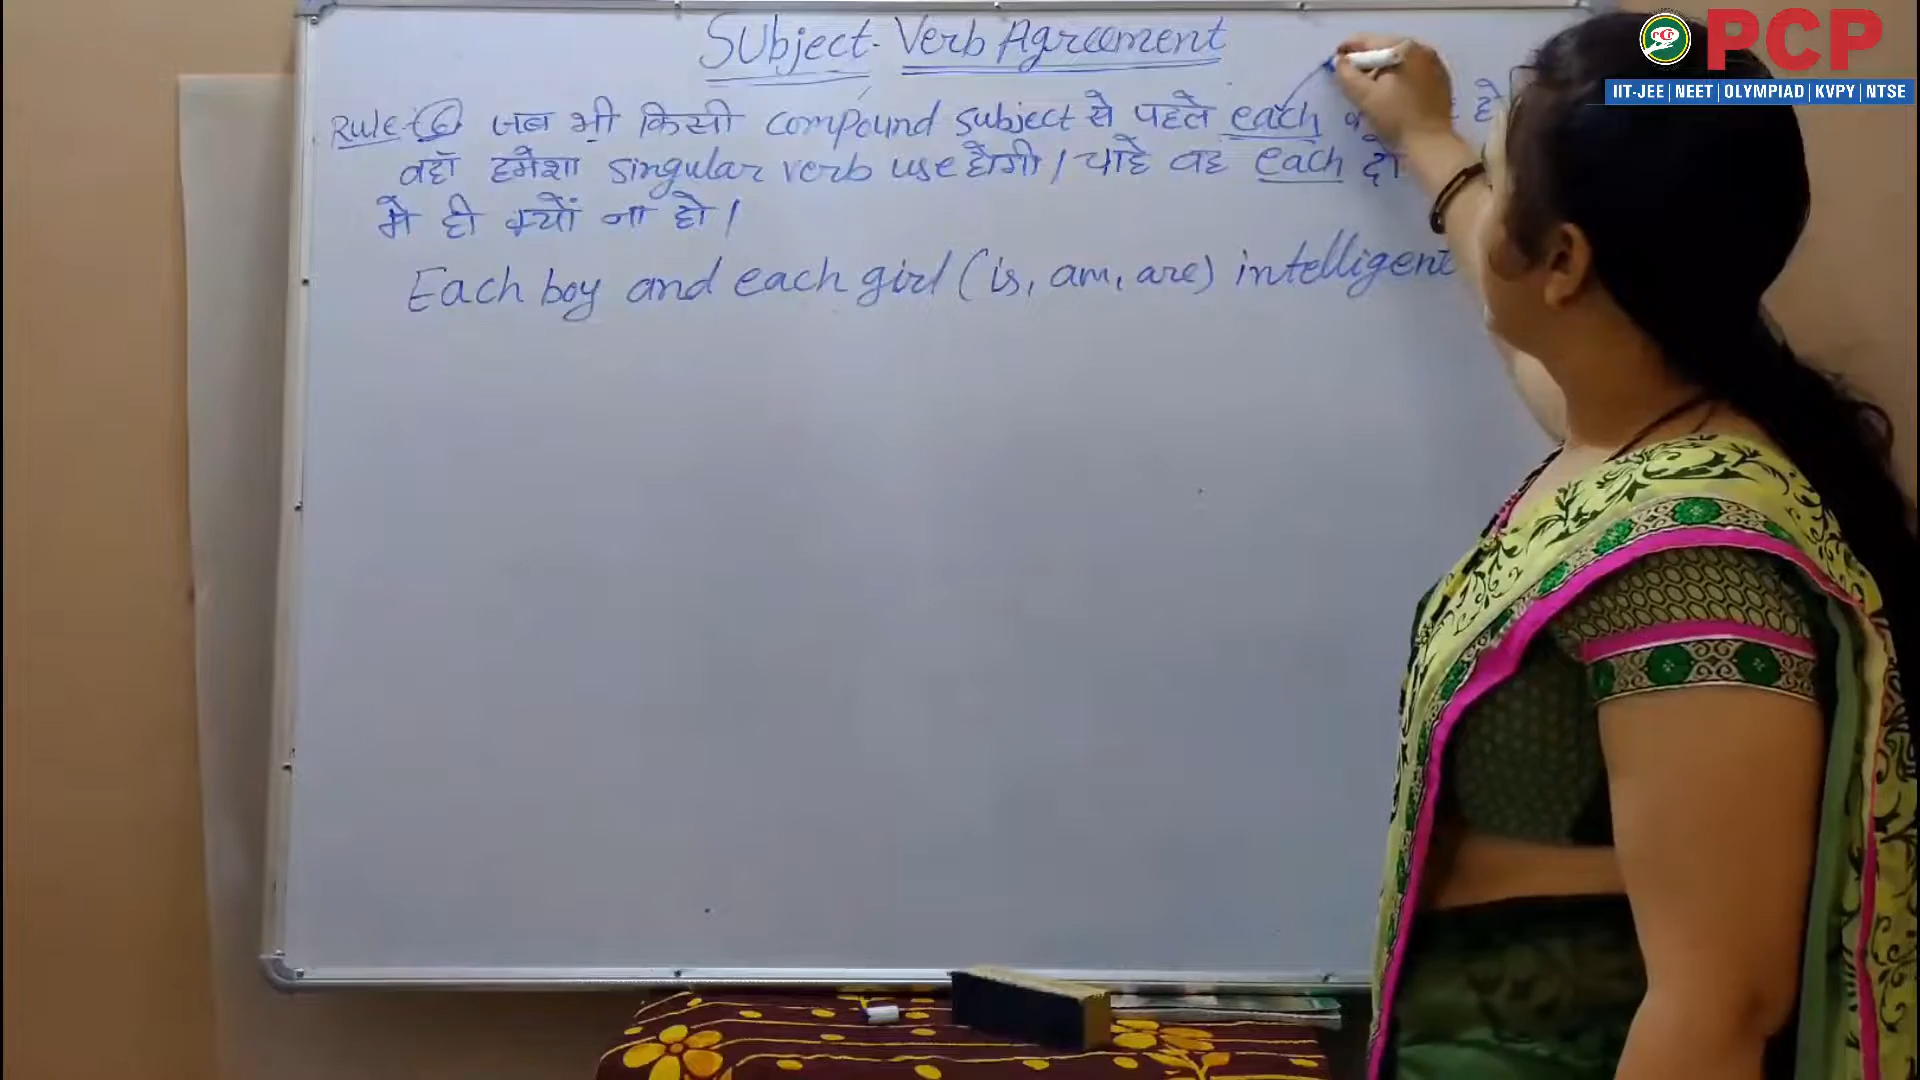 Subject-Verb Agreement
Rule-6 जब भी किसी compound subject से पहले each हो
वहाँ हमेशा singular verb use होगी। चाहे वह each दो
मे ही क्यों ना हो।
Each boy and each girl (is, am, are) intelligent
PCP
PCP
IIT-JEE | NEET | OLYMPIAD | KVPY | NTSE